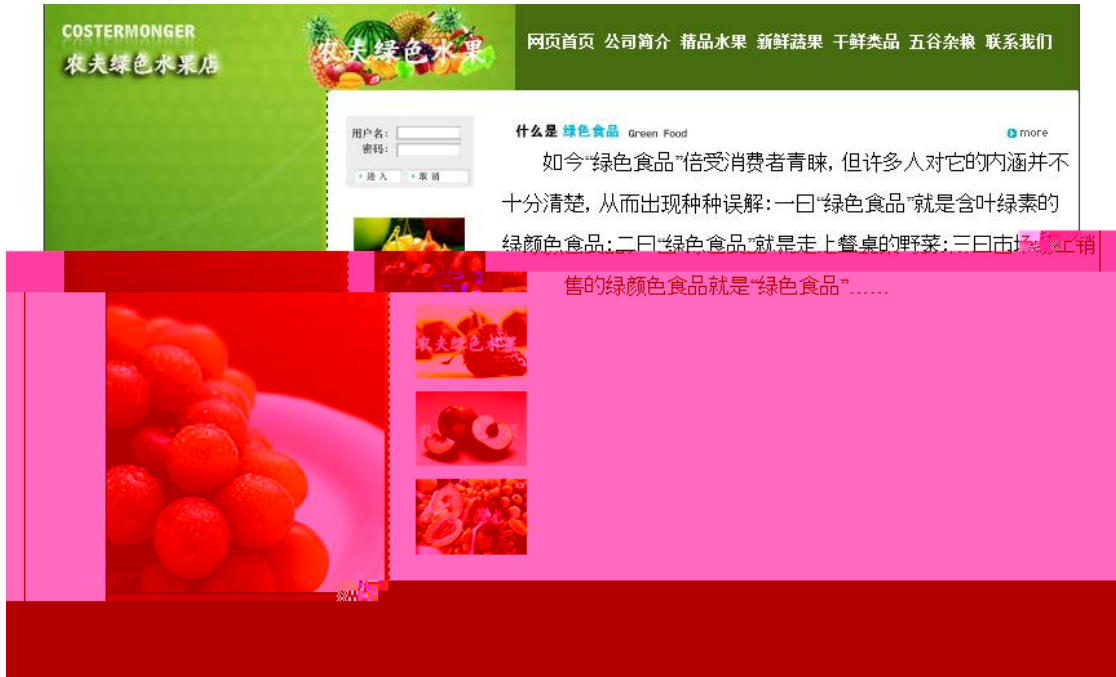 COSTERMONGER
农夫绿色水果店
农夫绿色水果
网页首页 公司简介 精品水果 新鲜蔬果 干鲜类品 五谷杂粮 联系我们
用户名:
密码:
进入 取消
什么是 绿色食品 Green Food
more
如今“绿色食品”倍受消费者青睐, 但许多人对它的内涵并不
十分清楚, 从而出现种种误解:一曰“绿色食品”就是含叶绿素的
绿颜色食品;二曰“绿色食品”就是走上餐桌的野菜;三曰市场上销
售的绿颜色食品就是“绿色食品”……
农夫绿色水果